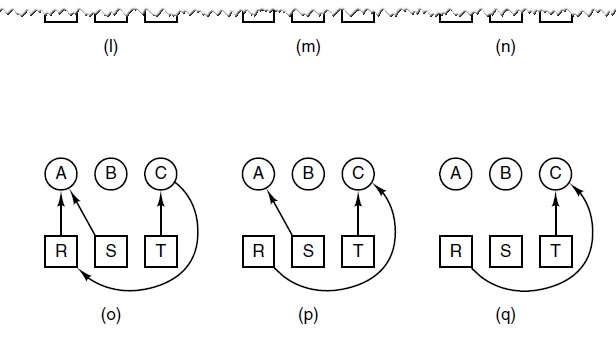 (l) (m) (n)
A B C A B C A B C
R S T R S T R S T
(o) (p) (q)